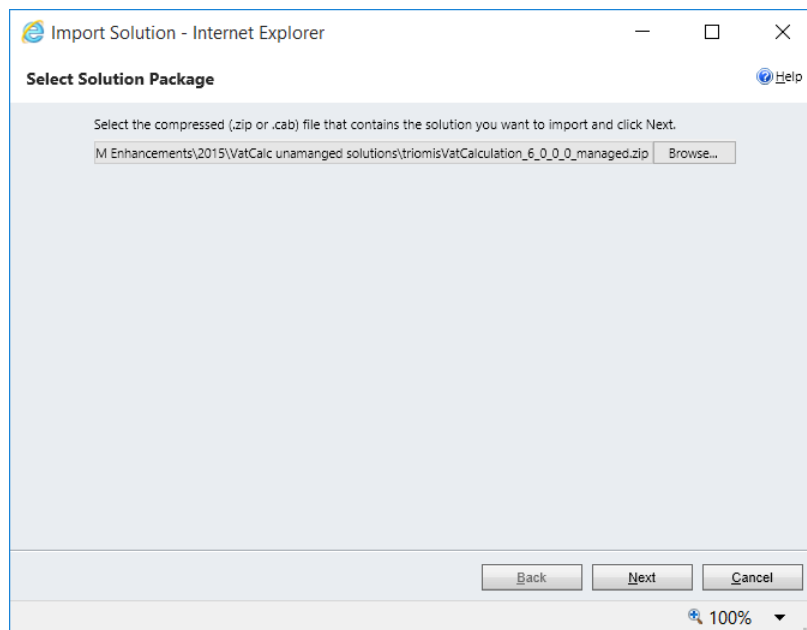 Import Solution - Internet Explorer
Select Solution Package
Help
Select the compressed (.zip or .cab) file that contains the solution you want to import and click Next.
M Enhancements\2015\VatCalc unamanged solutions\triomisVatCalculation_6_0_0_0_managed.zip Browse...
Back Next Cancel
100%